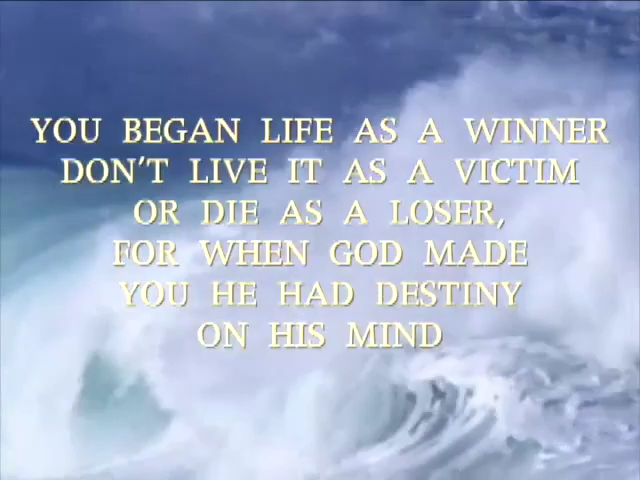 YOU BEGAN LIFE AS A WINNER
DON'T LIVE IT AS A VICTIM
OR DIE AS A LOSER,
FOR WHEN GOD MADE
YOU HE HAD DESTINY
ON HIS MIND